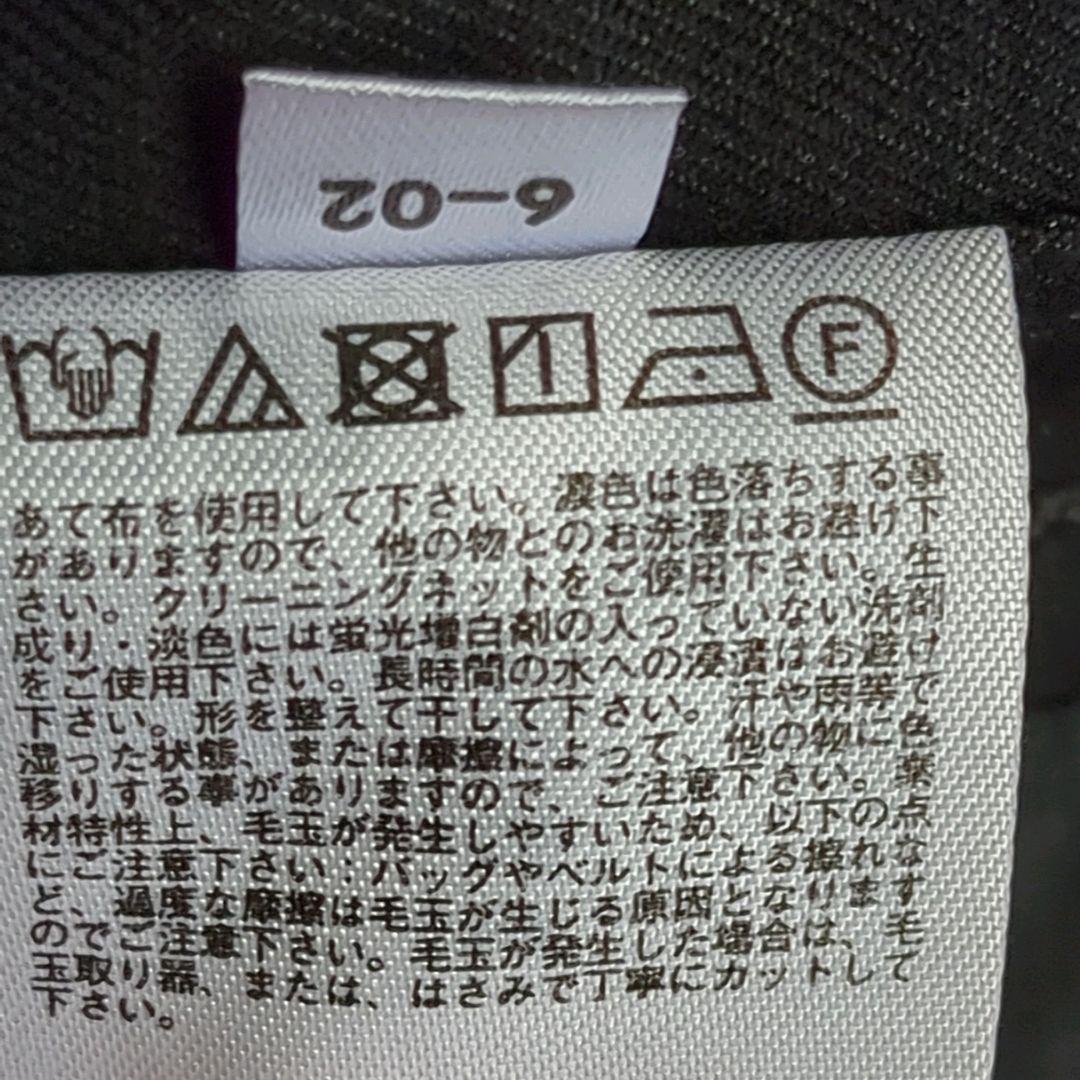 6-02
F
あて布を使用して下さい。濃色は色落ちする事
がありますので、他の物とのお洗濯はお避け下
さい。クリーニングネットをご使用下さい。生
成り・淡色には蛍光増白剤の入っていない洗剤
をご使用下さい。長時間の水への浸漬はお避け
下さい。形を整えて干して下さい。汗や雨等で
湿った状態、または摩擦によって、他の物に色
移りする事がありますので、ご注意下さい。素
材特性上、毛玉が発生しやすいため、以下の点
にご注意下さい:バッグやベルトによる擦れな
ど、過度な摩擦は毛玉が生じる原因となります
ので、ご注意下さい。毛玉が発生した場合は、毛
玉取り器、または、はさみで丁寧にカットして
下さい。